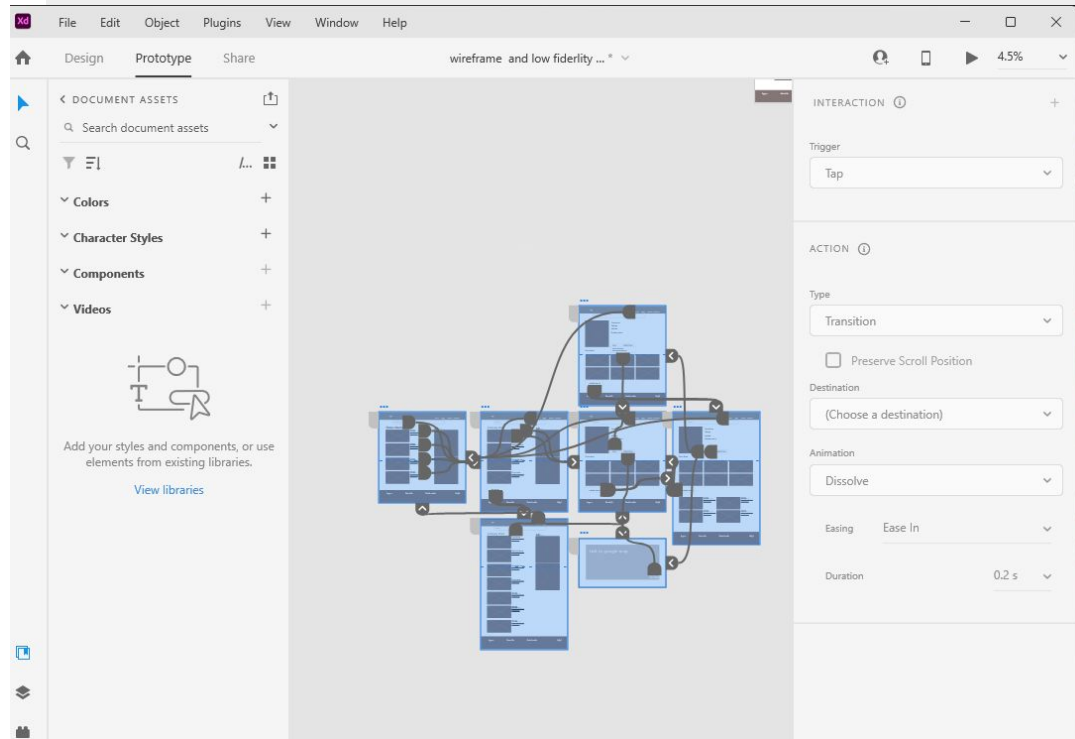 Xd File Edit Object Plugins View Window Help
Design Prototype Share wireframe and low fiderlity ... * 4.5%
DOCUMENT ASSETS
Search document assets
/...
Colors
Character Styles
Components
Videos
T
Add your styles and components, or use
elements from existing libraries.
View libraries
INTERACTION
Trigger
Tap
ACTION
Type
Transition
Preserve Scroll Position
Destination
(Choose a destination)
Animation
Dissolve
Easing Ease In
Duration 0.2 s